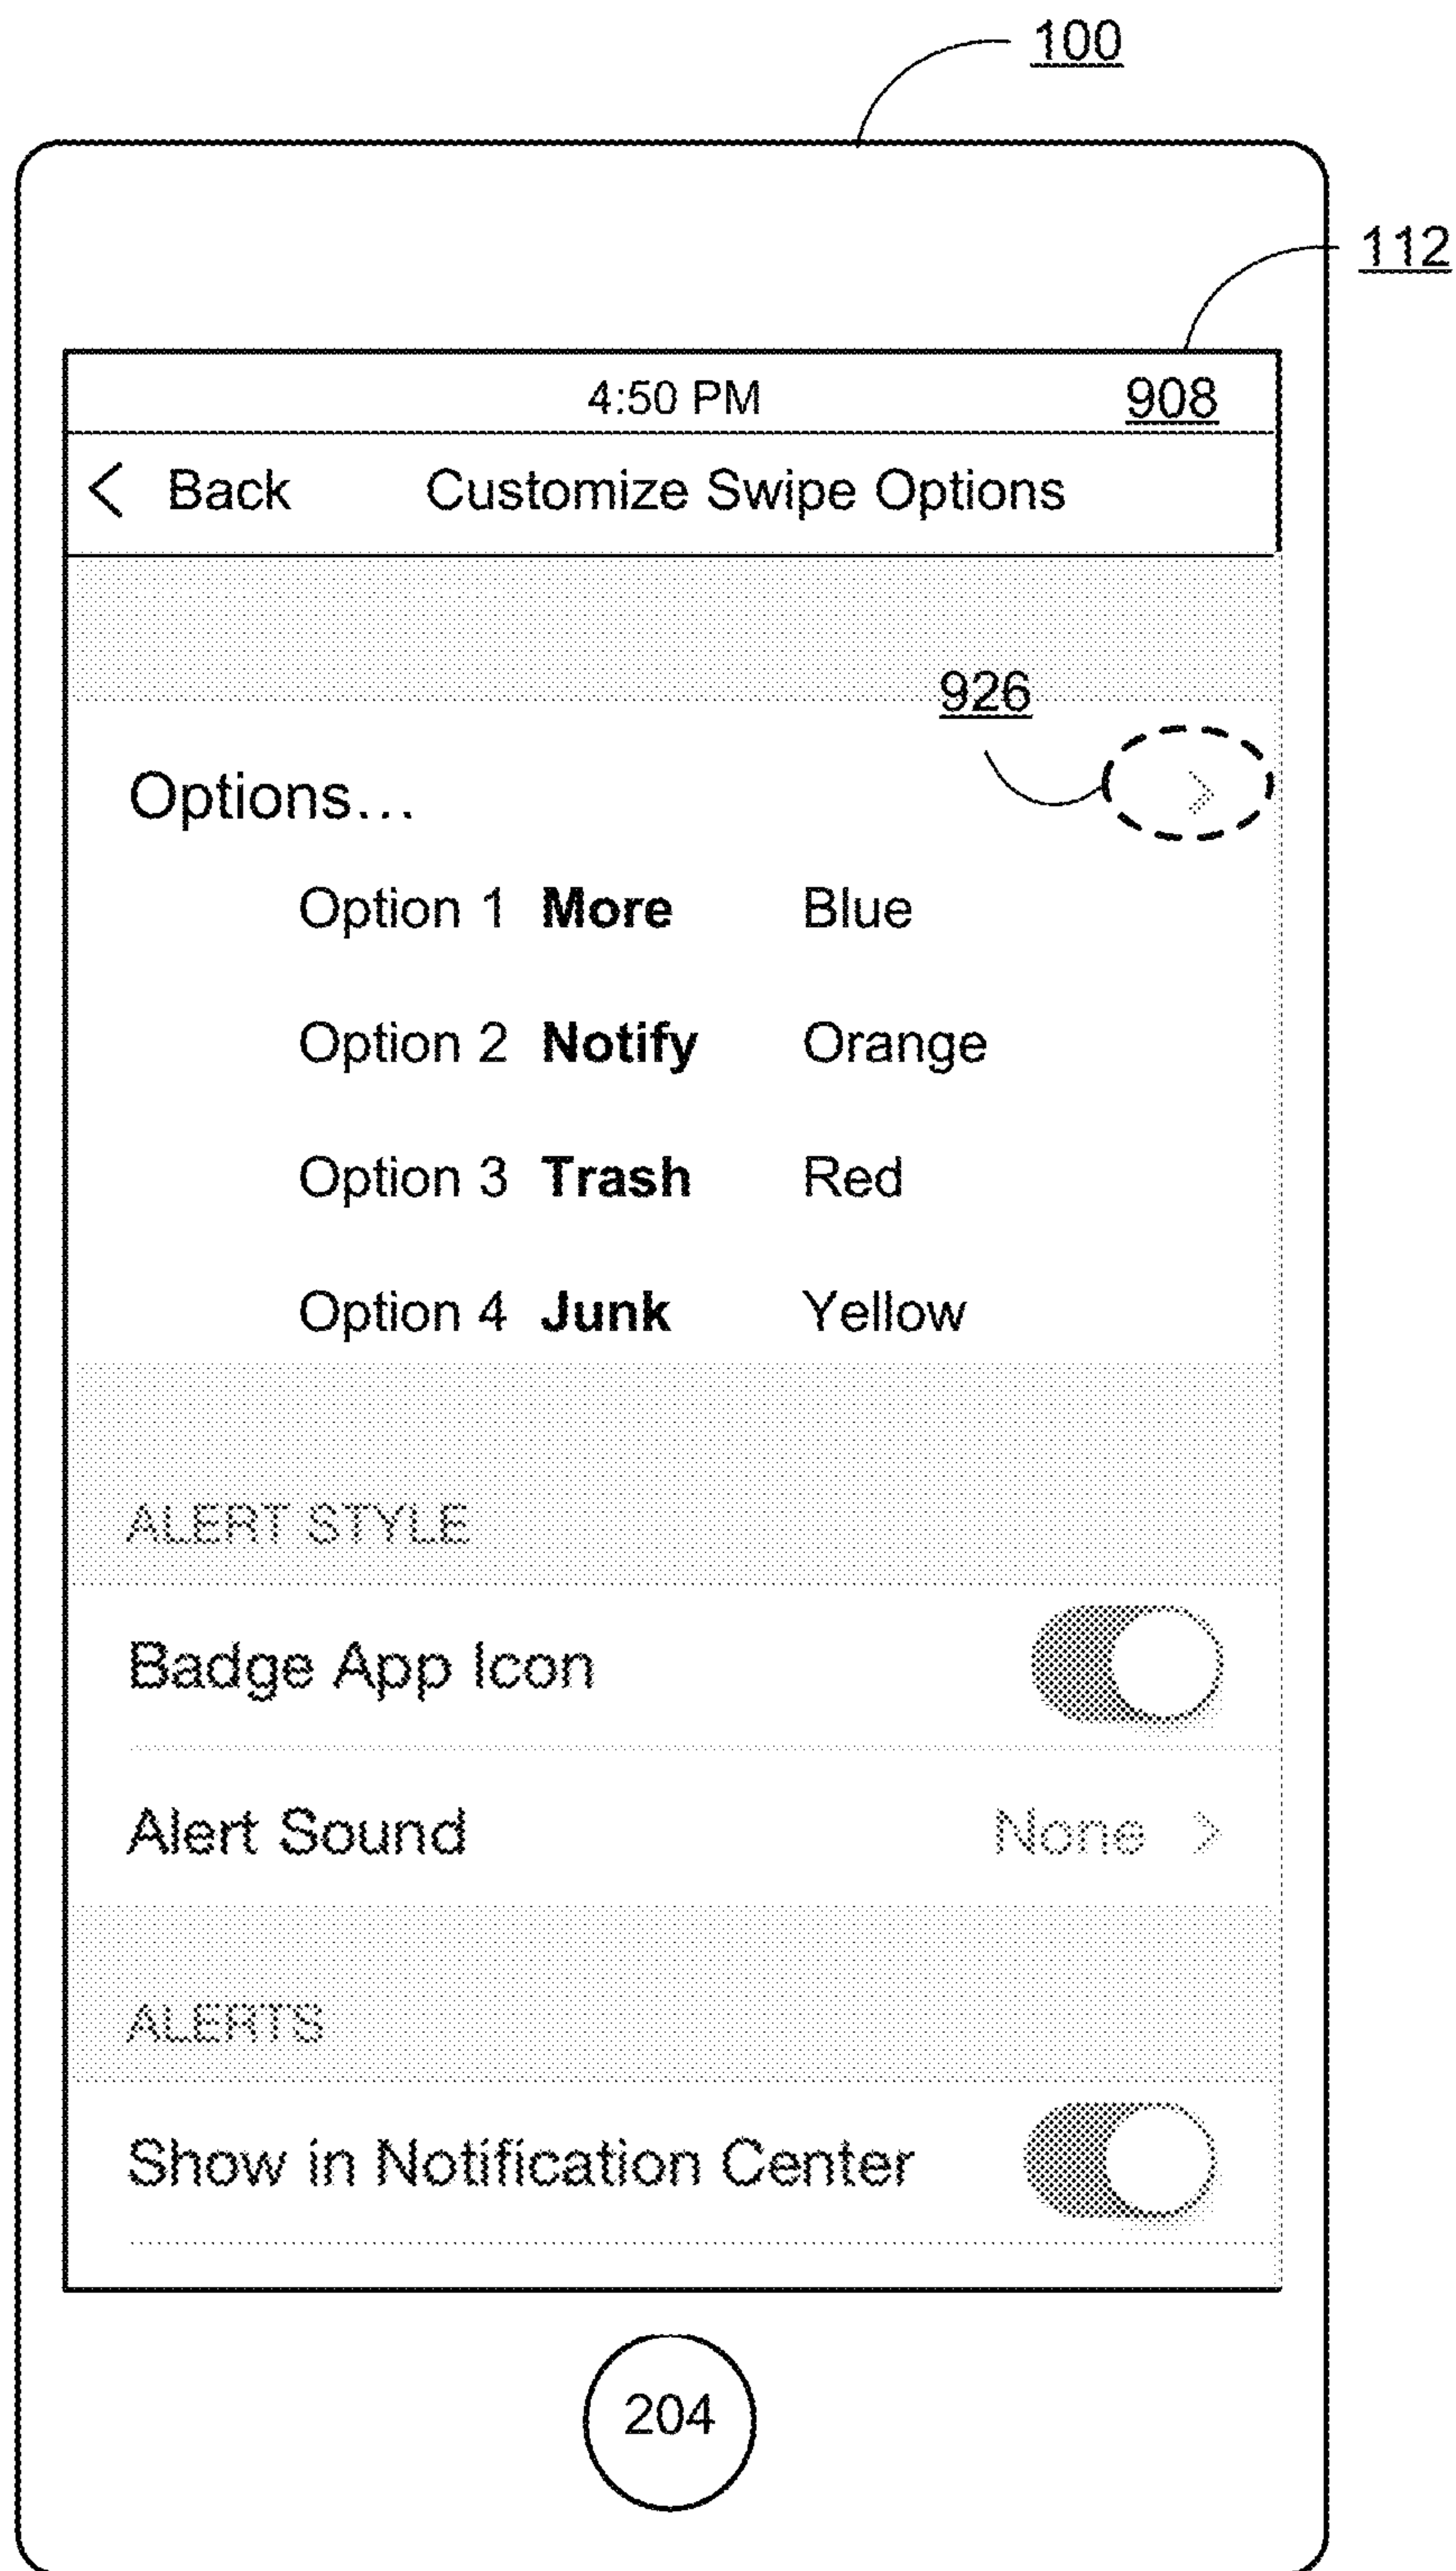 100
112
4:50 PM 908
< Back Customize Swipe Options
926
Options... >
Option 1 More Blue
Option 2 Notify Orange
Option 3 Trash Red
Option 4 Junk Yellow
ALERT STYLE
Badge App Icon
Alert Sound None >
ALERTS
Show in Notification Center
204